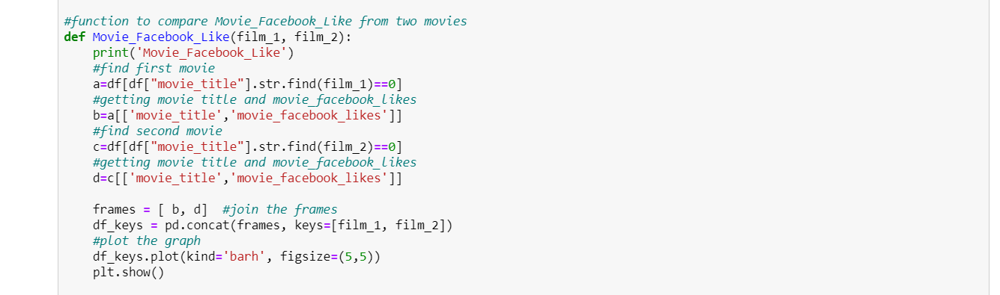 #function to compare Movie_Facebook_Like from two movies
def Movie_Facebook_Like(film_1, film_2):
    print('Movie_Facebook_Like')
    #find first movie
    a=df[df["movie_title"].str.find(film_1)==0]
    #getting movie title and movie_facebook_likes
    b=a[['movie_title','movie_facebook_likes']]
    #find second movie
    c=df[df["movie_title"].str.find(film_2)==0]
    #getting movie title and movie_facebook_likes
    d=c[['movie_title','movie_facebook_likes']]
    frames = [ b, d]  #join the frames
    df_keys = pd.concat(frames, keys=[film_1, film_2])
    #plot the graph
    df_keys.plot(kind='barh', figsize=(5,5))
    plt.show()